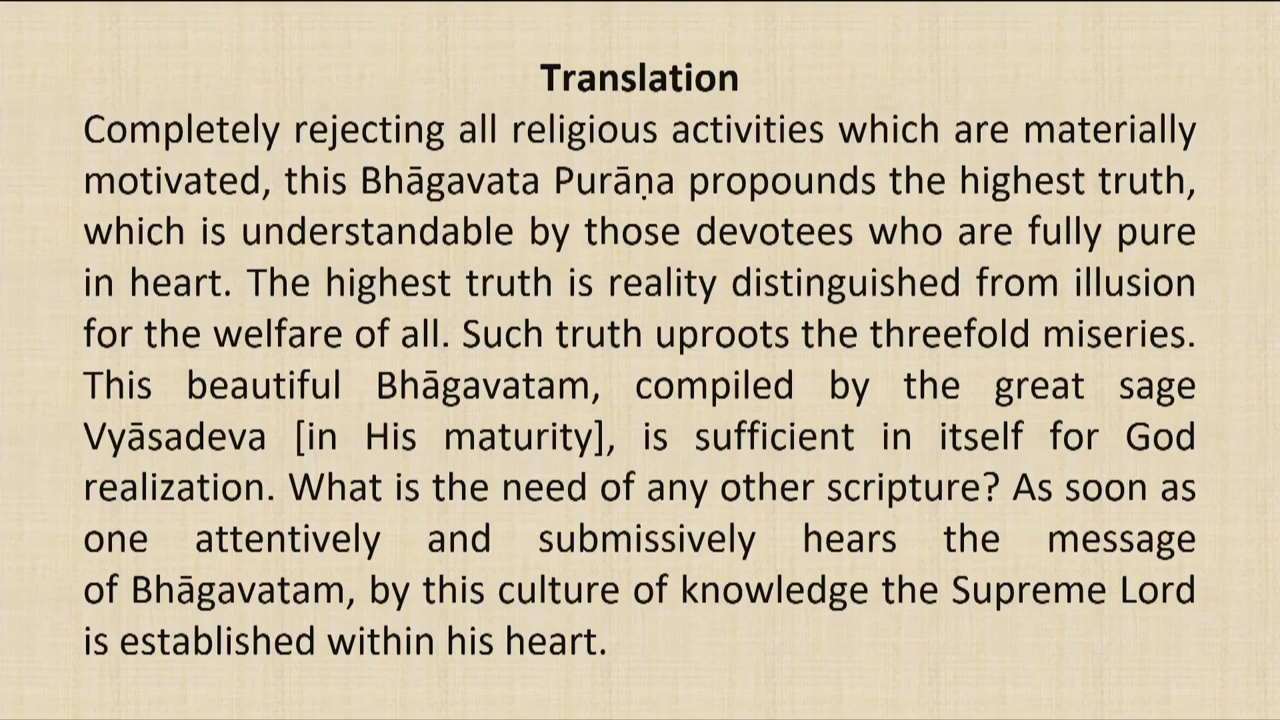 Translation
Completely rejecting all religious activities which are materially
motivated, this Bhāgavata Purāṇa propounds the highest truth,
which is understandable by those devotees who are fully pure
in heart. The highest truth is reality distinguished from illusion
for the welfare of all. Such truth uproots the threefold miseries.
This beautiful Bhāgavatam, compiled by the great sage
Vyāsadeva [in His maturity], is sufficient in itself for God
realization. What is the need of any other scripture? As soon as
one attentively and submissively hears the message
of Bhāgavatam, by this culture of knowledge the Supreme Lord
is established within his heart.